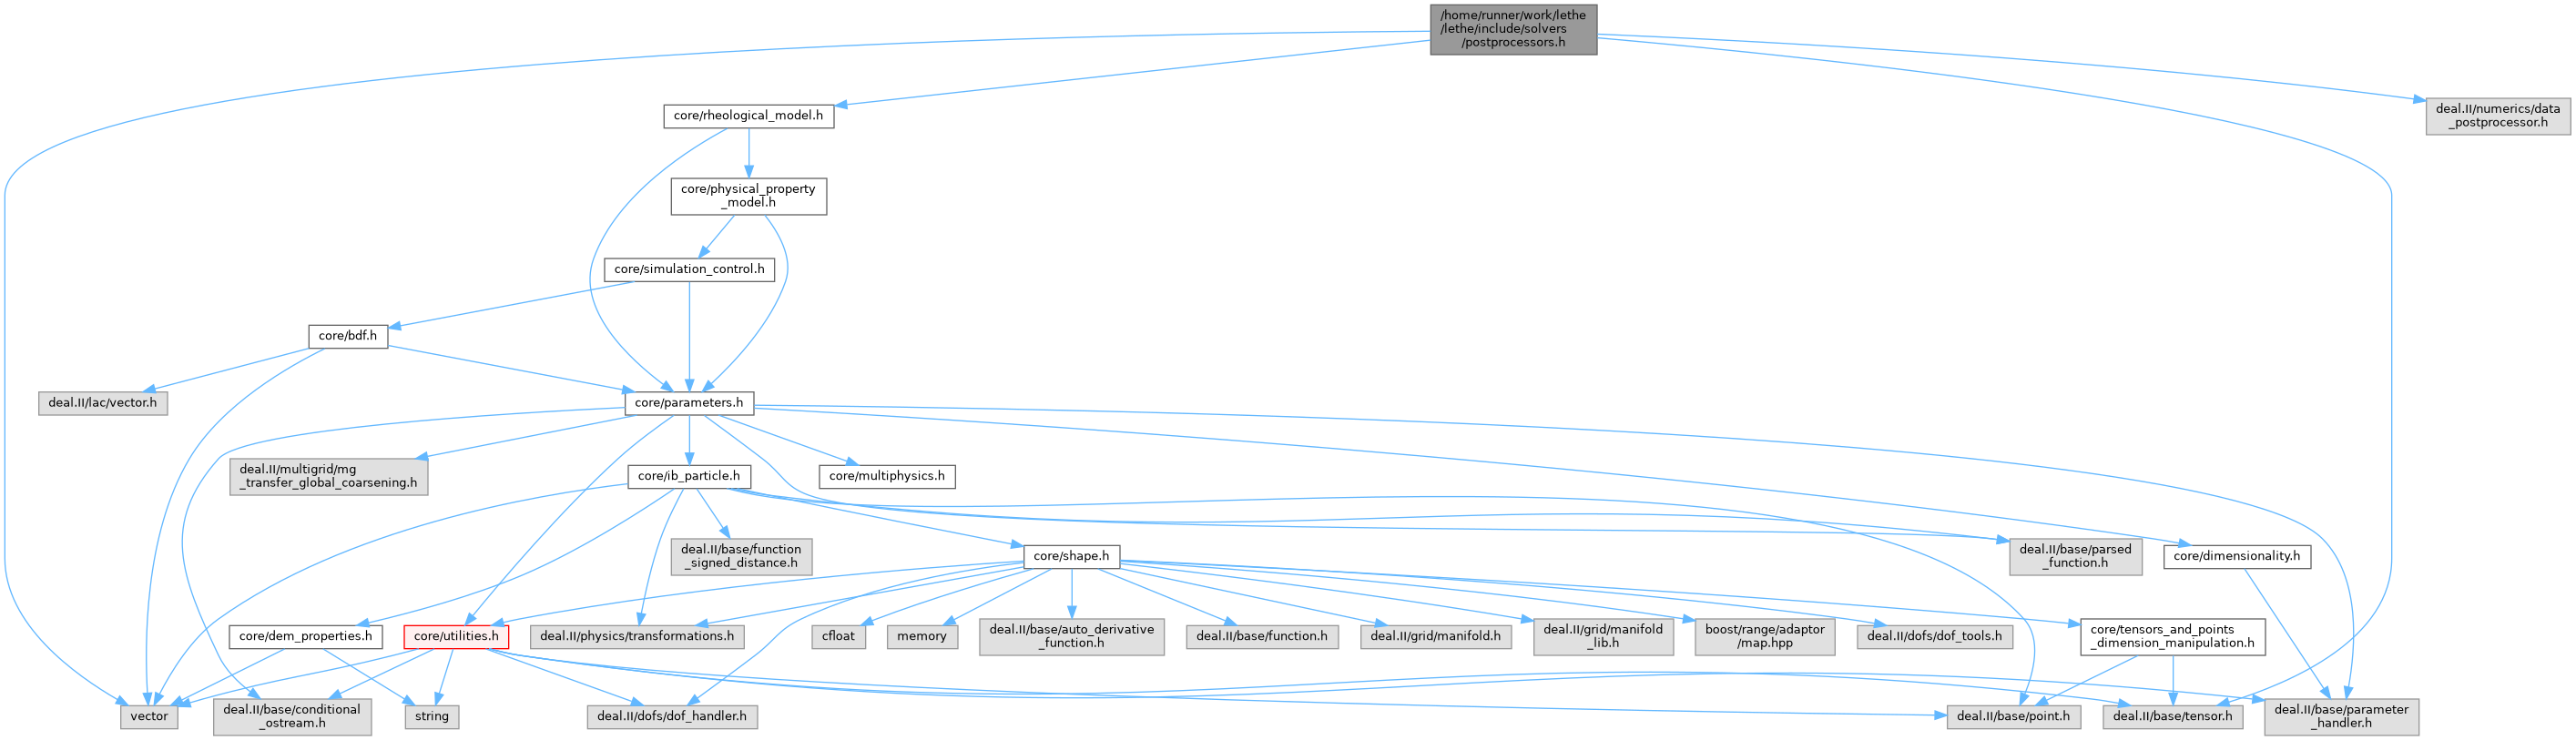 /home/runner/work/lethe
/lethe/include/solvers
/postprocessors.h
deal.II/numerics/data
_postprocessor.h
core/rheological_model.h
core/physical_property
_model.h
core/simulation_control.h
core/bdf.h
deal.II/lac/vector.h
core/parameters.h
deal.II/multigrid/mg
_transfer_global_coarsening.h
core/ib_particle.h
core/multiphysics.h
deal.II/base/function
_signed_distance.h
core/shape.h
deal.II/base/parsed
_function.h
core/dimensionality.h
core/dem_properties.h
core/utilities.h
deal.II/physics/transformations.h
cfloat
memory
deal.II/base/auto_derivative
_function.h
deal.II/base/function.h
deal.II/grid/manifold.h
deal.II/grid/manifold
_lib.h
boost/range/adaptor
/map.hpp
deal.II/dofs/dof_tools.h
core/tensors_and_points
_dimension_manipulation.h
vector
deal.II/base/conditional
_ostream.h
string
deal.II/dofs/dof_handler.h
deal.II/base/point.h
deal.II/base/tensor.h
deal.II/base/parameter
_handler.h